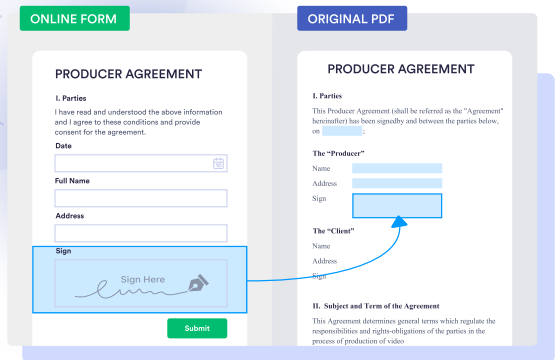 ONLINE FORM
PRODUCER AGREEMENT
I. Parties
I have read and understood the above information
and I agree to these conditions and provide
consent for the agreement.
Date
Full Name
Address
Sign
Sign Here
Submit
ORIGINAL PDF
PRODUCER AGREEMENT
I. Parties
This Producer Agreement (shall be referred as the "Agreement"
hereinafter) has been signedby and between the parties below,
on ;
The “Producer”
Name
Address
Sign
The “Client”
Name
Address
Sign
II. Subject and Term of the Agreement
This Agreement determines general terms which regulate the
responsibilities and rights-obligations of the parties in the
process of production of video